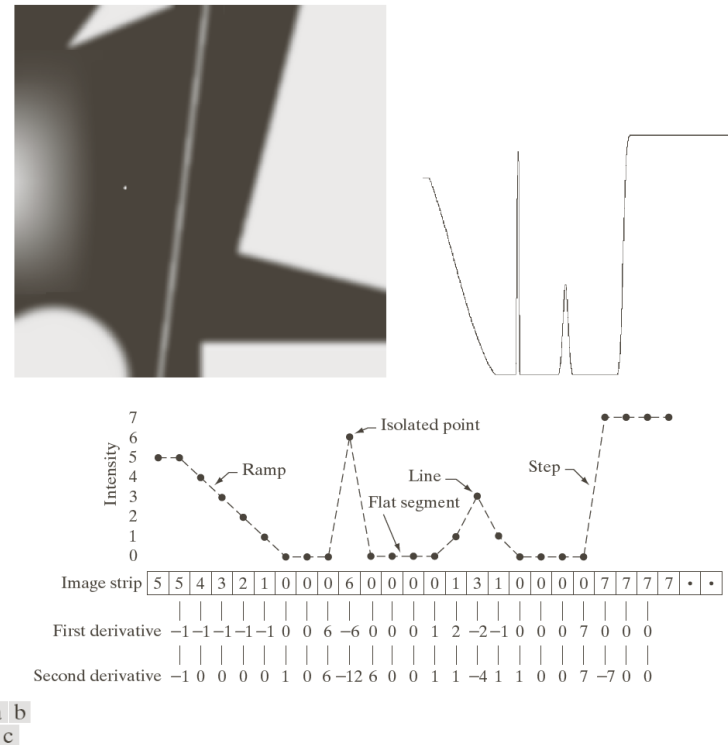 7
6
5
4
3
2
1
0
Intensity
Ramp
Isolated point
Line
Flat segment
Step
Image strip 5 5 4 3 2 1 0 0 0 6 0 0 0 0 1 3 1 0 0 0 0 7 7 7 7 • •
First derivative −1 −1 −1 −1 −1 0 0 6 −6 0 0 0 1 2 −2 −1 0 0 0 7 0 0 0
Second derivative −1 0 0 0 0 1 0 6 −12 6 0 0 1 1 −4 1 1 0 0 7 −7 0 0
b
c